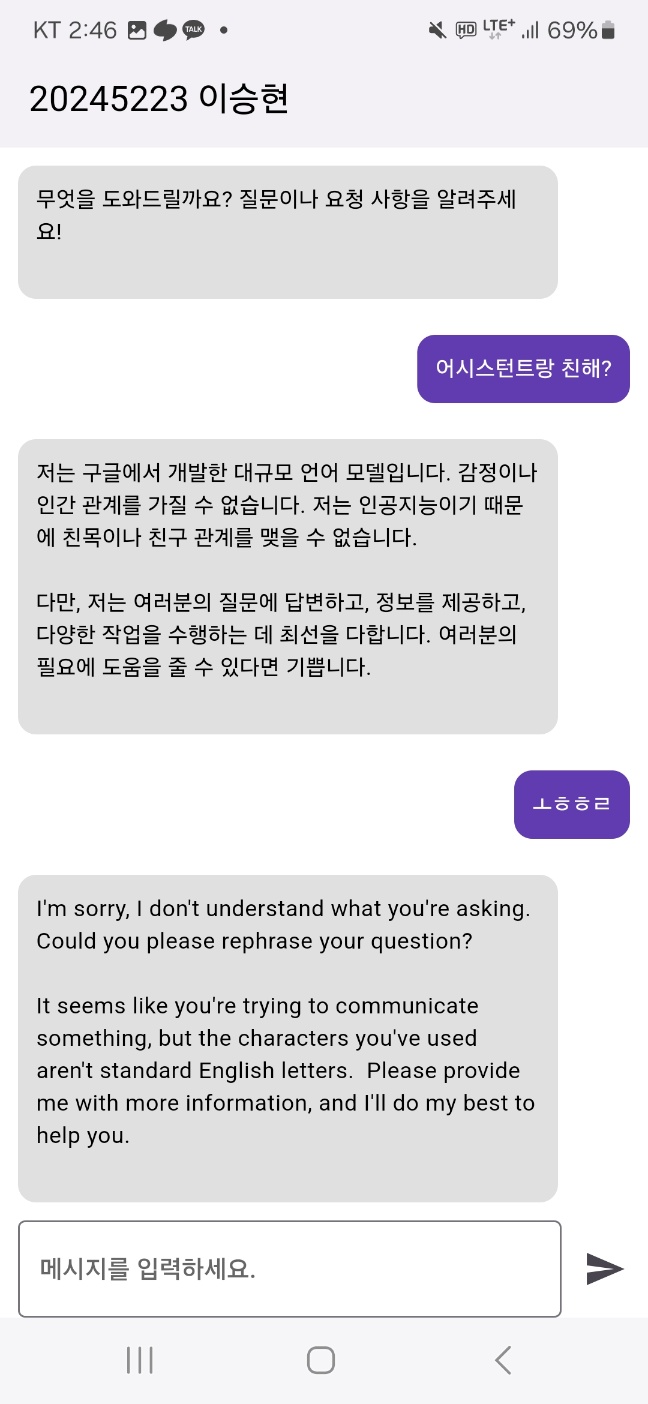 KT 2:46 TALK HD LTE+ 69%
20245223 이승현
무엇을 도와드릴까요? 질문이나 요청 사항을 알려주세
요!
어시스턴트랑 친해?
저는 구글에서 개발한 대규모 언어 모델입니다. 감정이나
인간 관계를 가질 수 없습니다. 저는 인공지능이기 때문
에 친목이나 친구 관계를 맺을 수 없습니다.
다만, 저는 여러분의 질문에 답변하고, 정보를 제공하고,
다양한 작업을 수행하는 데 최선을 다합니다. 여러분의
필요에 도움을 줄 수 있다면 기쁩니다.
ㅗㅎㅎㄹ
I'm sorry, I don't understand what you're asking.
Could you please rephrase your question?
It seems like you're trying to communicate
something, but the characters you've used
aren't standard English letters.  Please provide
me with more information, and I'll do my best to
help you.
메시지를 입력하세요.